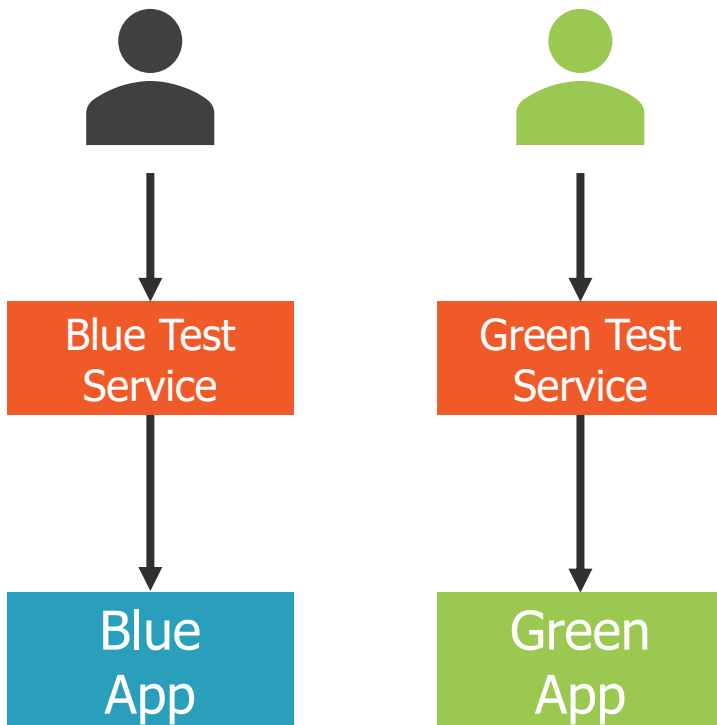 Blue Test
Service
Green Test
Service
Blue
App
Green
App